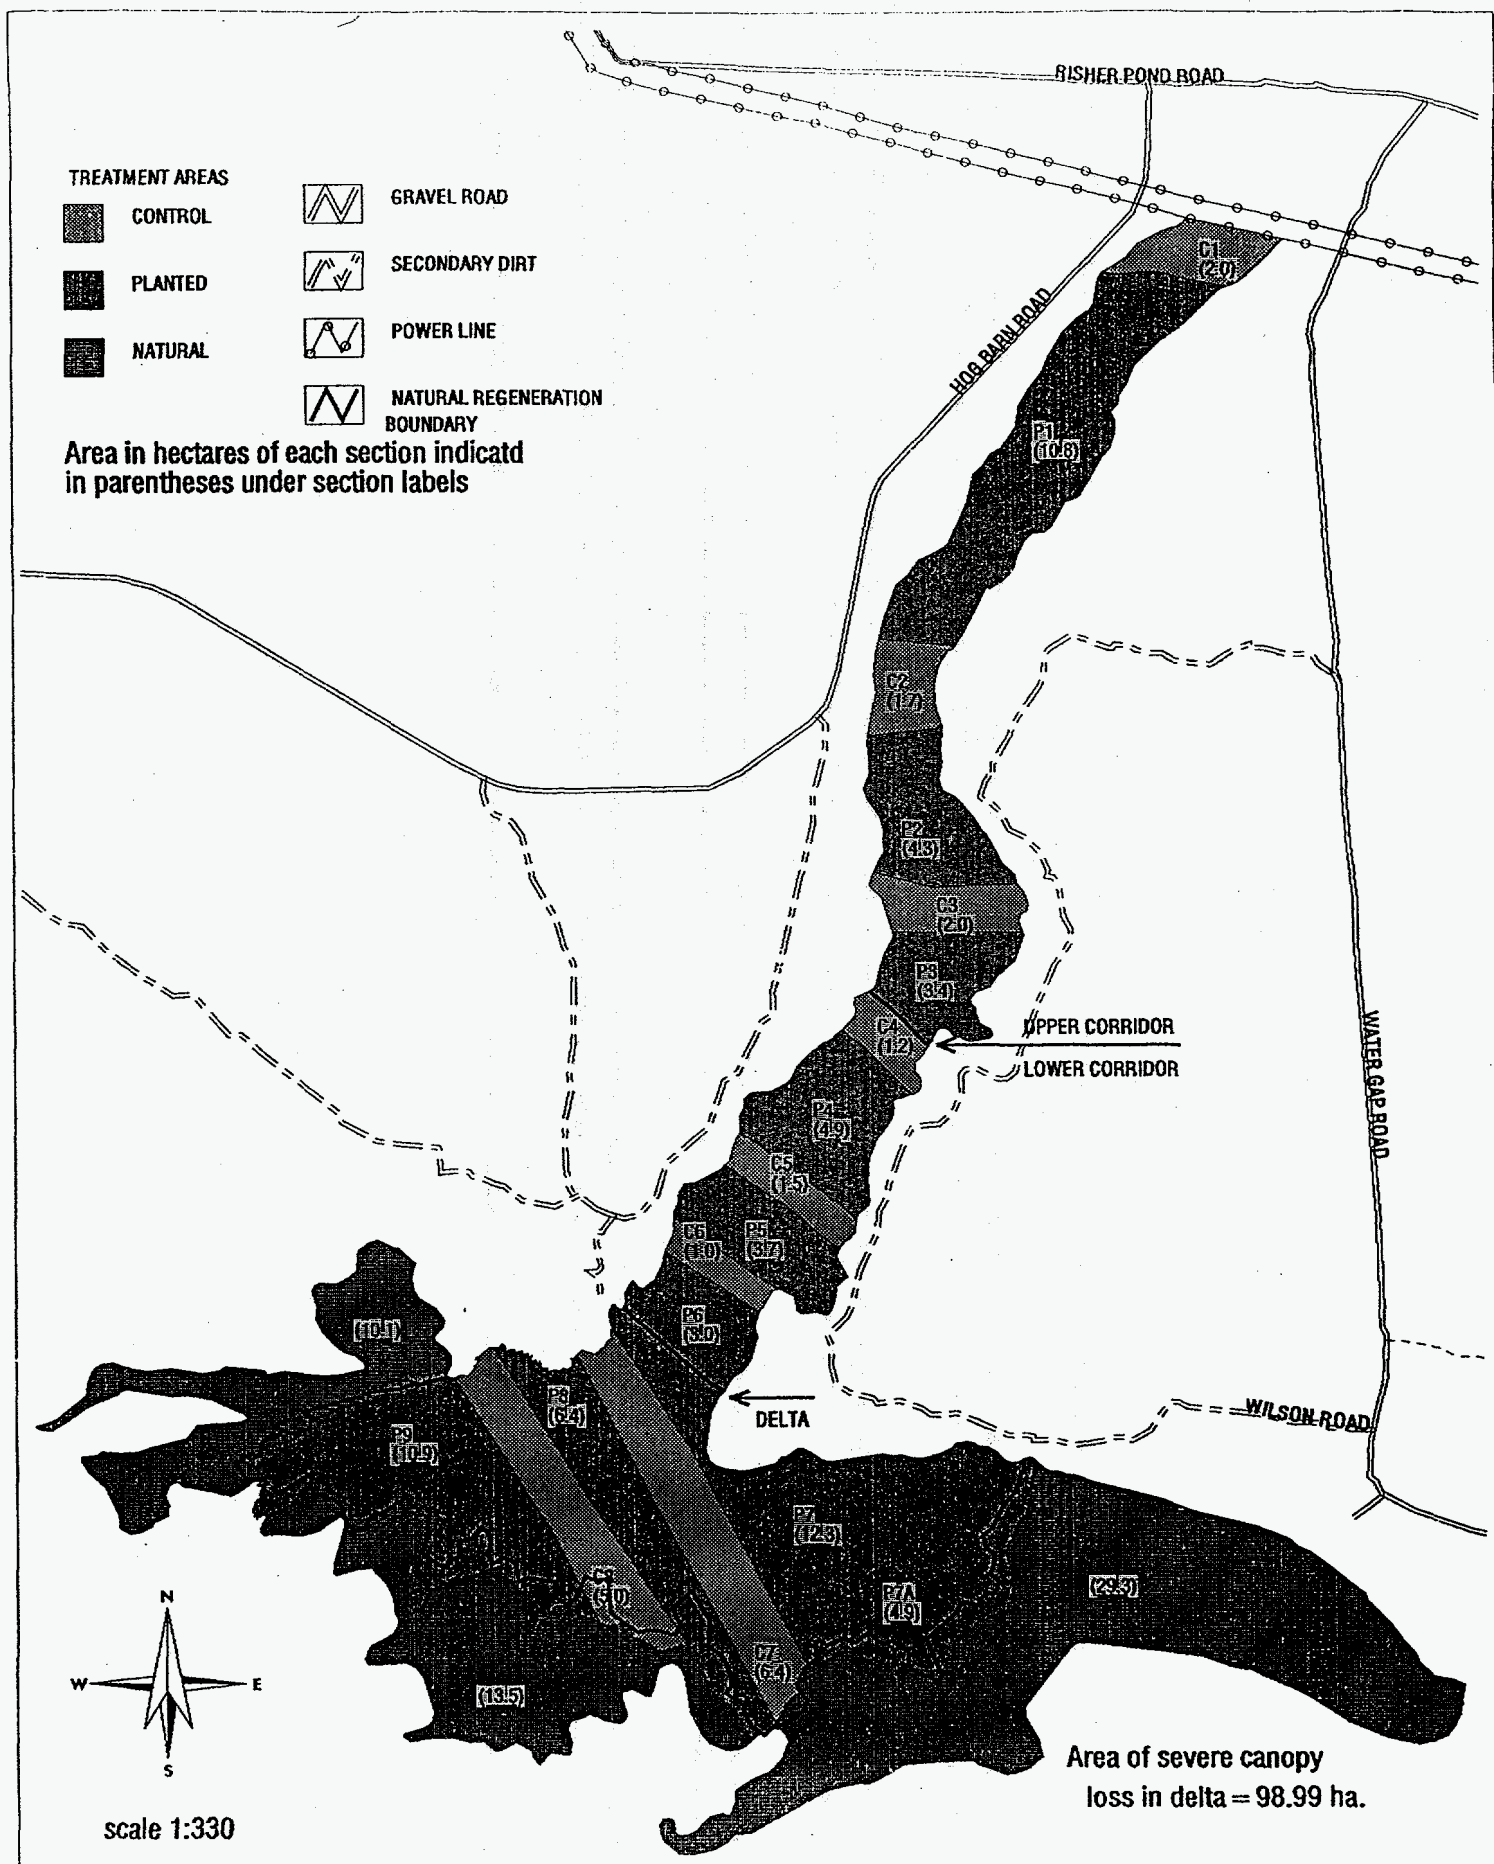 RISHER POND ROAD
TREATMENT AREAS
CONTROL
PLANTED
NATURAL
GRAVEL ROAD
SECONDARY DIRT
POWER LINE
NATURAL REGENERATION
BOUNDARY
Area in hectares of each section indicatd
in parentheses under section labels
C1
(2.0)
HOG BARN ROAD
P1
(10.8)
C2
(1.7)
P2
(4.3)
C3
(2.0)
P3
(3.4)
C4
(1.2)
UPPER CORRIDOR
LOWER CORRIDOR
WATER GAP ROAD
P4
(4.9)
C5
(1.5)
P5
(3.7)
C6
(1.0)
P6
(3.0)
(10.1)
DELTA
WILSON ROAD
P8
(6.4)
P9
(10.9)
P7
(12.3)
C8
(5.0)
P7A
(4.9)
(29.3)
C7
(6.4)
(13.5)
N
W
E
S
scale 1:330
Area of severe canopy
loss in delta = 98.99 ha.